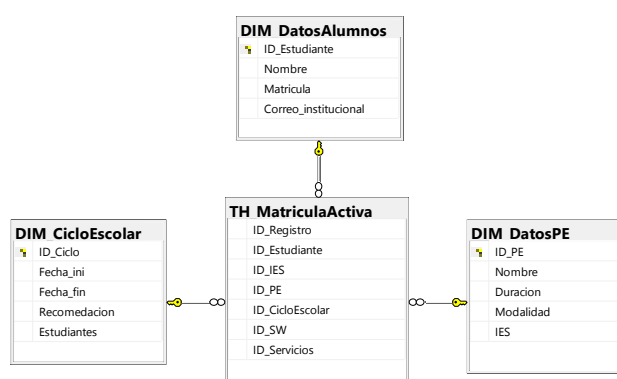 DIM_DatosAlumnos
ID_Estudiante
Nombre
Matricula
Correo_institucional
TH_MatriculaActiva
ID_Registro
ID_Estudiante
ID_IES
ID_PE
ID_CicloEscolar
ID_SW
ID_Servicios
DIM_CicloEscolar
ID_Ciclo
Fecha_ini
Fecha_fin
Recomedacion
Estudiantes
DIM_DatosPE
ID_PE
Nombre
Duracion
Modalidad
IES